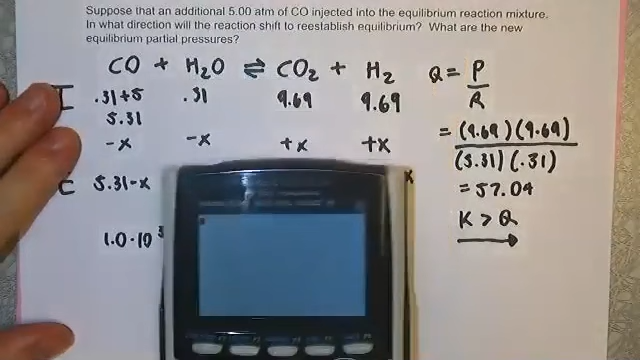 Suppose that an additional 5.00 atm of CO injected into the equilibrium reaction mixture.
In what direction will the reaction shift to reestablish equilibrium? What are the new
equilibrium partial pressures?
CO + H₂O ⇌ CO₂ + H₂
I .31+5 .31 9.69 9.69
5.31
-x -x +x +x
C 5.31-x x
1.0·10³
Q = P/R
= (9.69)(9.69)
(5.31)(.31)
= 57.04
K > Q
→